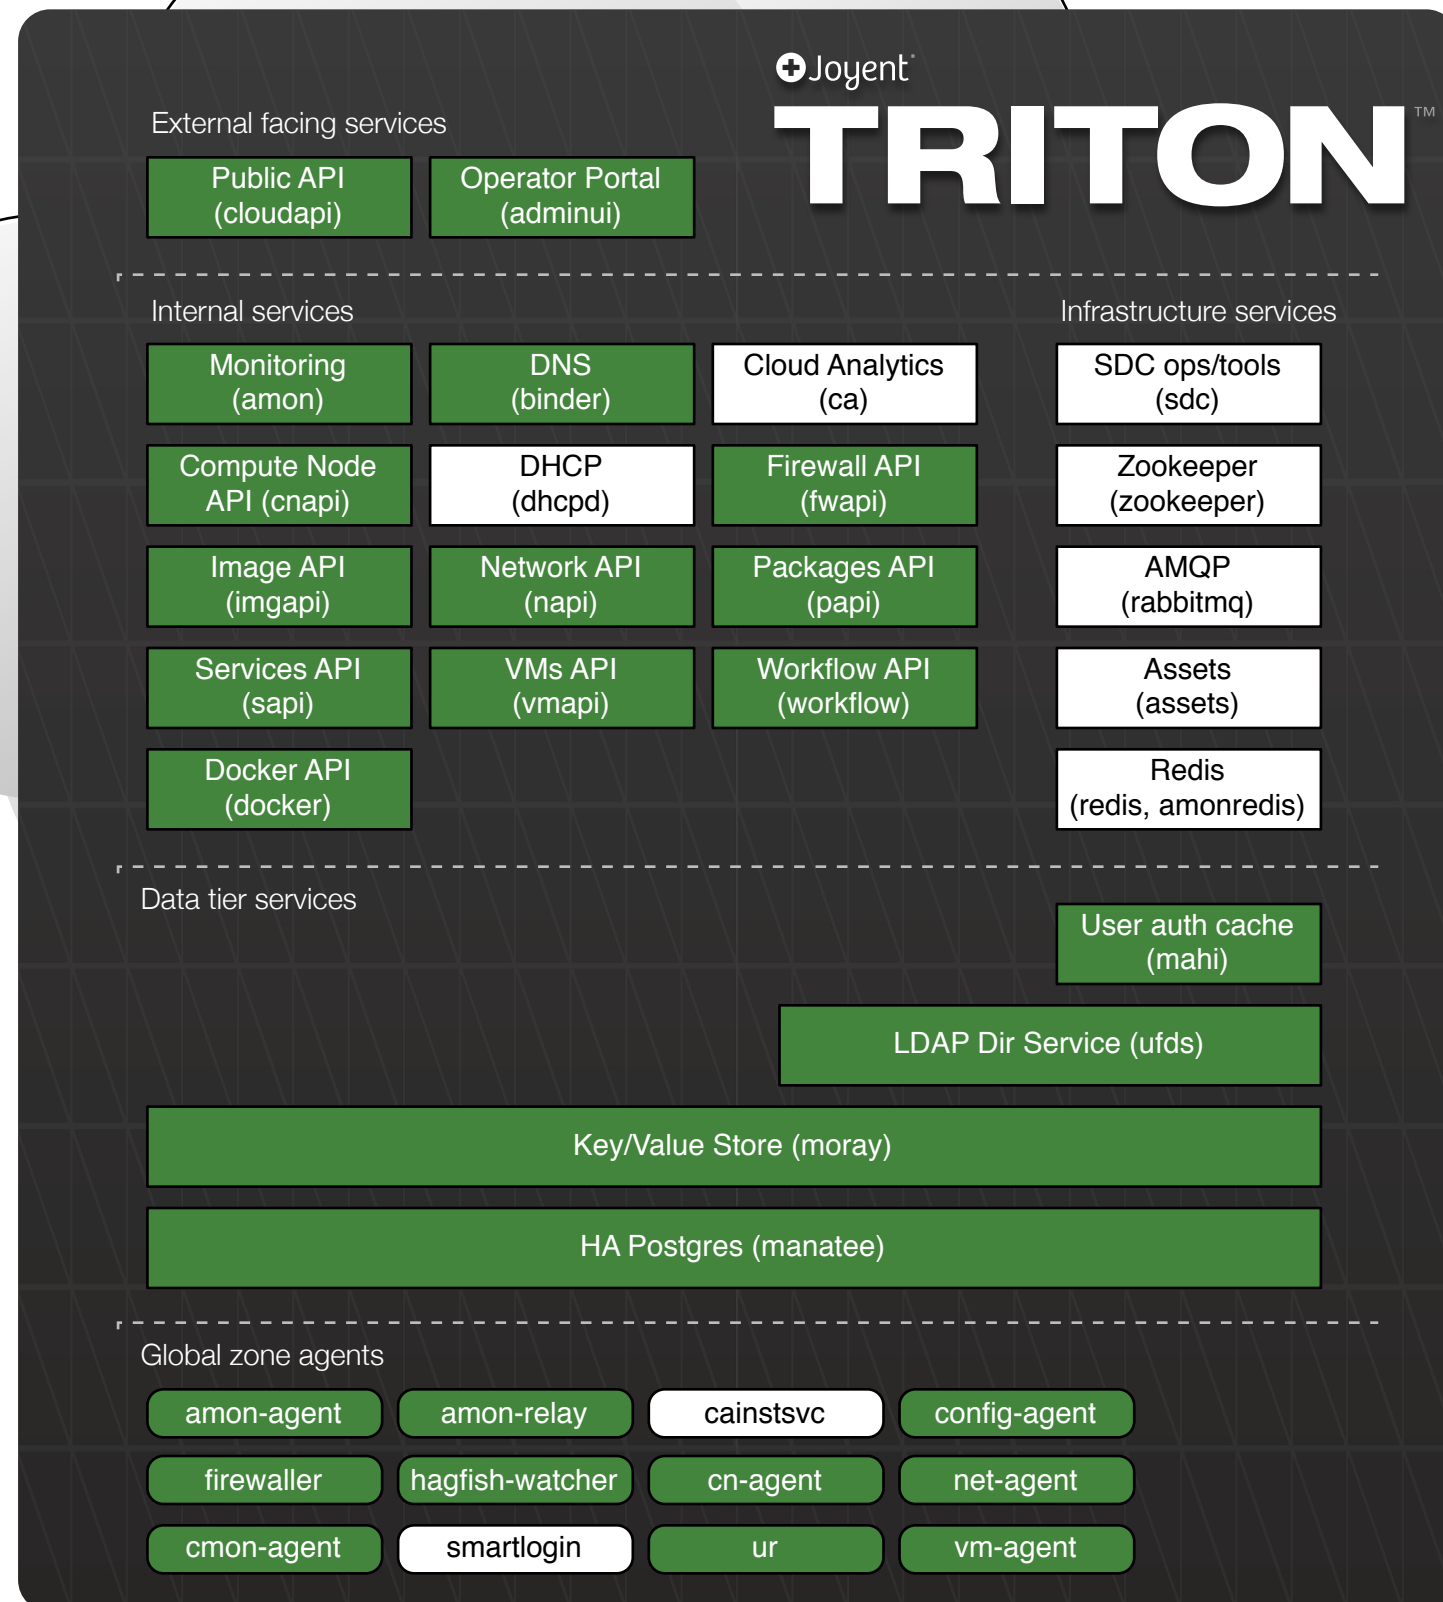 Joyent
TRITON™
External facing services
Public API
(cloudapi)
Operator Portal
(adminui)
Internal services
Infrastructure services
Monitoring
(amon)
DNS
(binder)
Cloud Analytics
(ca)
SDC ops/tools
(sdc)
Compute Node
API (cnapi)
DHCP
(dhcpd)
Firewall API
(fwapi)
Zookeeper
(zookeeper)
Image API
(imgapi)
Network API
(napi)
Packages API
(papi)
AMQP
(rabbitmq)
Services API
(sapi)
VMs API
(vmapi)
Workflow API
(workflow)
Assets
(assets)
Docker API
(docker)
Redis
(redis, amonredis)
Data tier services
User auth cache
(mahi)
LDAP Dir Service (ufds)
Key/Value Store (moray)
HA Postgres (manatee)
Global zone agents
amon-agent
amon-relay
cainstsvc
config-agent
firewaller
hagfish-watcher
cn-agent
net-agent
cmon-agent
smartlogin
ur
vm-agent